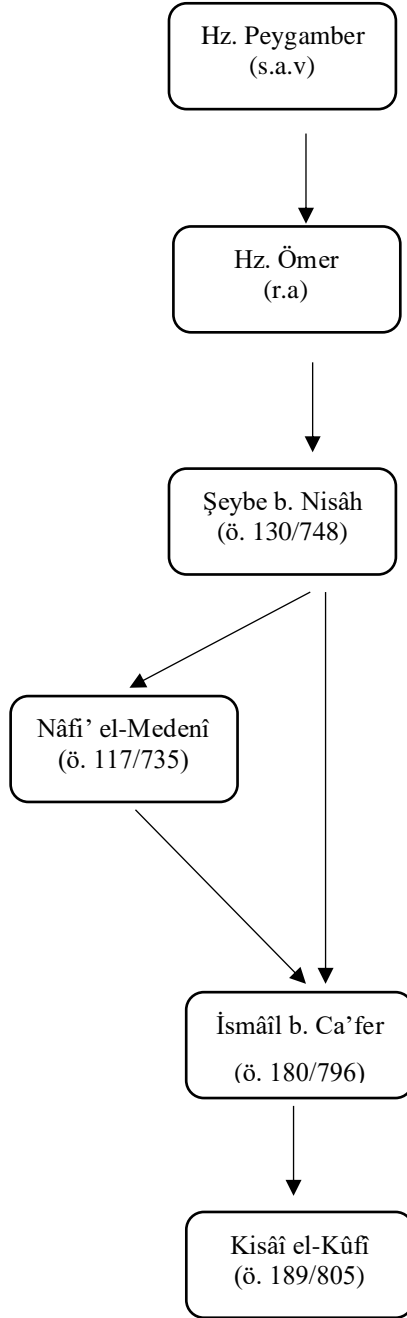 Hz. Peygamber
(s.a.v)
Hz. Ömer
(r.a)
Şeybe b. Nisâh
(ö. 130/748)
Nâfi’ el-Medenî
(ö. 117/735)
İsmâîl b. Ca’fer
(ö. 180/796)
Kisâî el-Kûfî
(ö. 189/805)